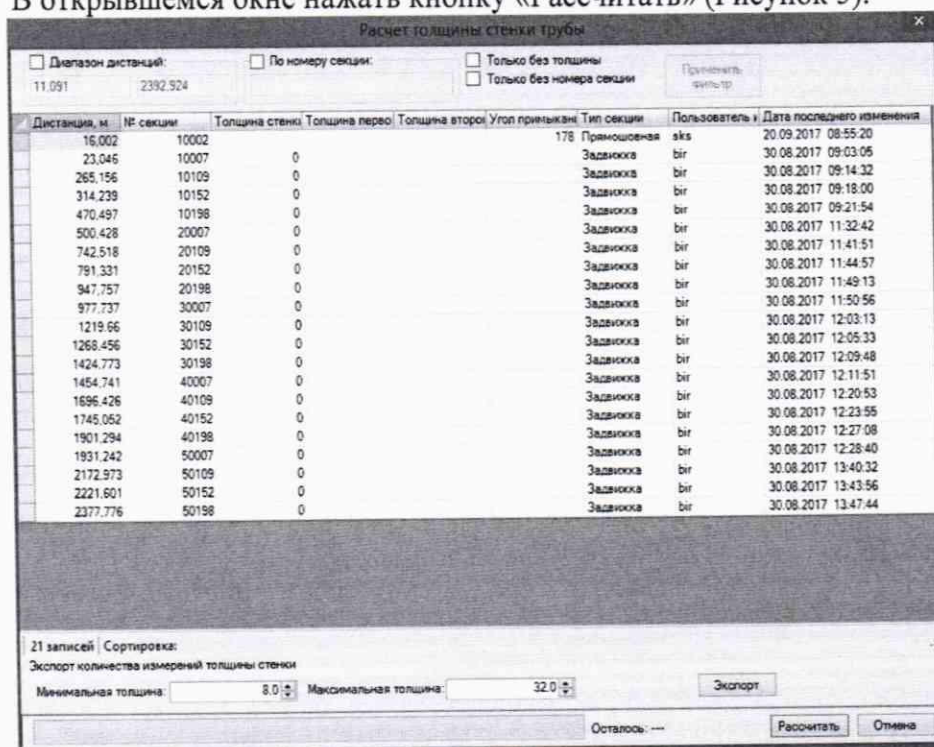 В открывшемся окне нажать кнопку «Рассчитать» (Рисунок 5).
Расчет толщины стенки трубы
Диапазон дистанций: По номеру секции: Только без толщины
Только без номера секции
Применить фильтр
11.091 2392.924
Дистанция, м № секции Толщина стенки Толщина перво Толщина второ Угол примыкани Тип секции Пользователь и Дата последнего изменения
16,002 10002 178 Прямошовная sks 20.09.2017 08:55:20
23,046 10007 0 Задвижка bir 30.08.2017 09:03:05
265,156 10109 0 Задвижка bir 30.08.2017 09:14:32
314,239 10152 0 Задвижка bir 30.08.2017 09:18:00
470,497 10198 0 Задвижка bir 30.08.2017 09:21:54
500,428 20007 0 Задвижка bir 30.08.2017 11:32:42
742,518 20109 0 Задвижка bir 30.08.2017 11:41:51
791,331 20152 0 Задвижка bir 30.08.2017 11:44:57
947,757 20198 0 Задвижка bir 30.08.2017 11:49:13
977,737 30007 0 Задвижка bir 30.08.2017 11:50:56
1219,66 30109 0 Задвижка bir 30.08.2017 12:03:13
1268,456 30152 0 Задвижка bir 30.08.2017 12:05:33
1424,773 30198 0 Задвижка bir 30.08.2017 12:09:48
1454,741 40007 0 Задвижка bir 30.08.2017 12:11:51
1696,426 40109 0 Задвижка bir 30.08.2017 12:20:53
1745,052 40152 0 Задвижка bir 30.08.2017 12:23:55
1901,294 40198 0 Задвижка bir 30.08.2017 12:27:08
1931,242 50007 0 Задвижка bir 30.08.2017 12:28:40
2172,973 50109 0 Задвижка bir 30.08.2017 13:40:32
2221,601 50152 0 Задвижка bir 30.08.2017 13:43:56
2377,776 50198 0 Задвижка bir 30.08.2017 13:47:44
21 записей Сортировка:
Экспорт количества измерений толщины стенки
Минимальная толщина: 8.0 Максимальная толщина: 32.0 Экспорт
Осталось: --- Рассчитать Отмена